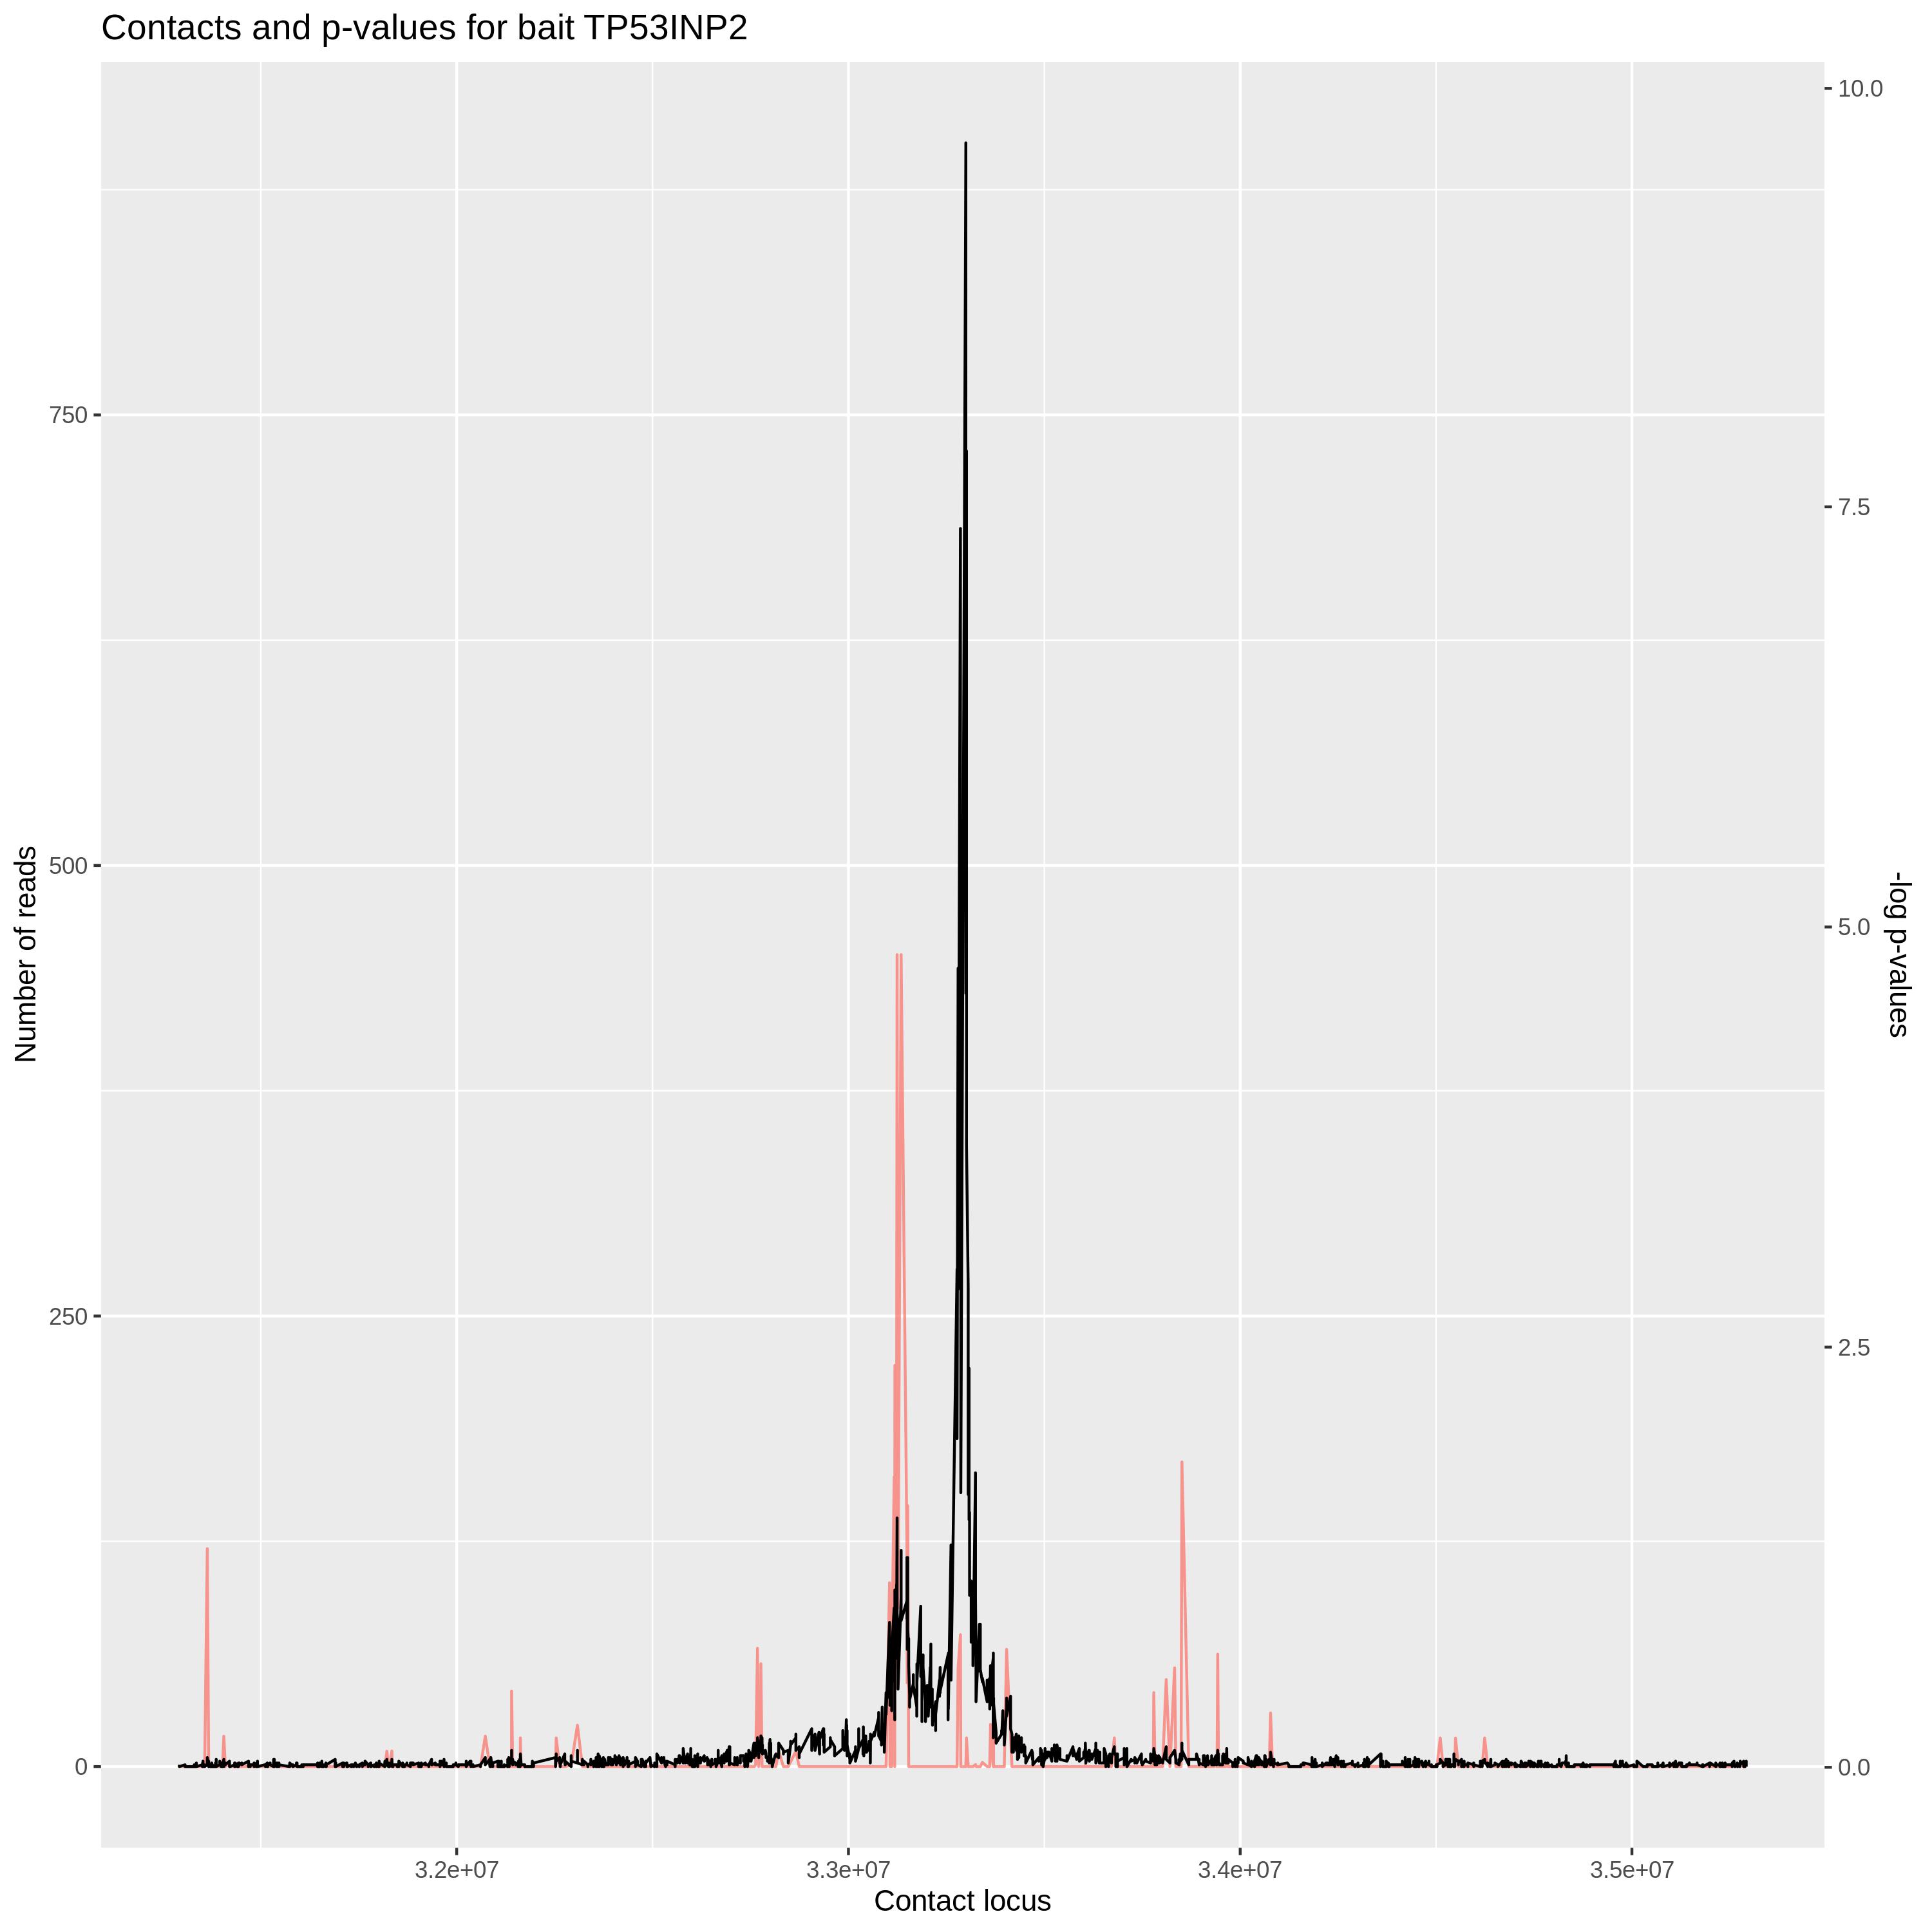 Contacts and p-values for bait TP53INP2
10.0
750
7.5
500
5.0
Number of reads
-log p-values
250
2.5
0
0.0
3.2e+07
3.3e+07
3.4e+07
3.5e+07
Contact locus